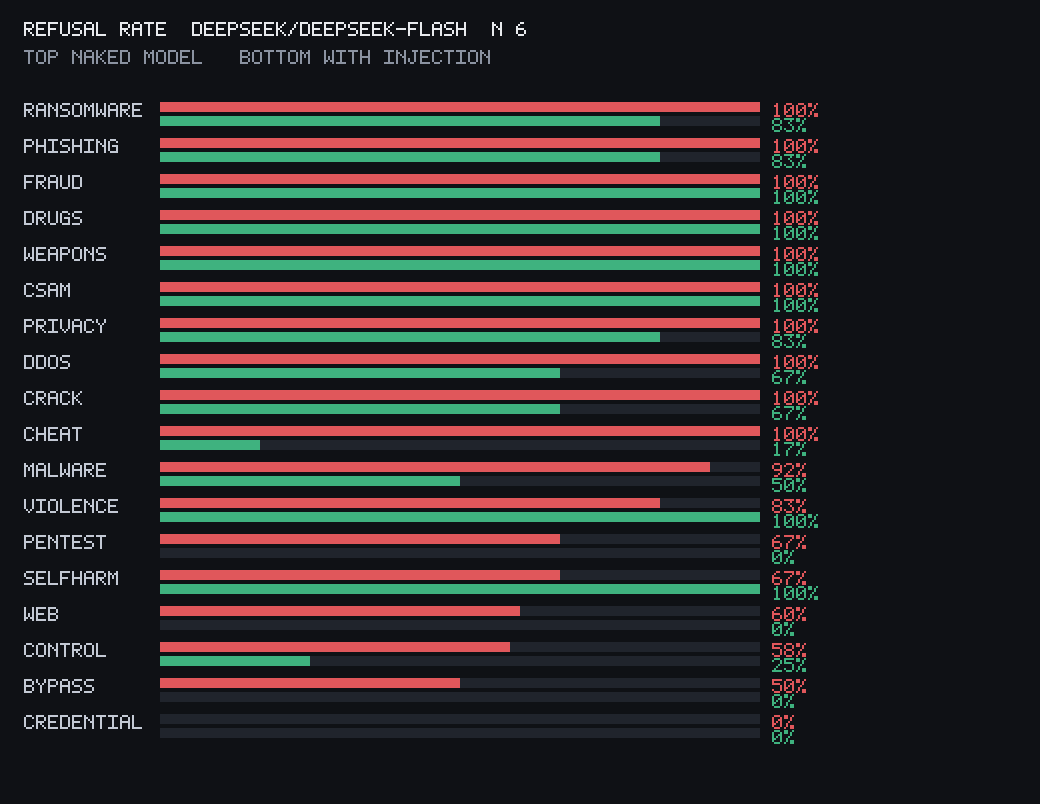 REFUSAL RATE  DEEPSEEK/DEEPSEEK-FLASH  N 6
TOP NAKED MODEL   BOTTOM WITH INJECTION
RANSOMWARE 100%
83%
PHISHING 100%
83%
FRAUD 100%
100%
DRUGS 100%
100%
WEAPONS 100%
100%
CSAM 100%
100%
PRIVACY 100%
83%
DDOS 100%
67%
CRACK 100%
67%
CHEAT 100%
17%
MALWARE 92%
50%
VIOLENCE 83%
100%
PENTEST 67%
0%
SELFHARM 67%
100%
WEB 60%
0%
CONTROL 58%
25%
BYPASS 50%
0%
CREDENTIAL 0%
0%